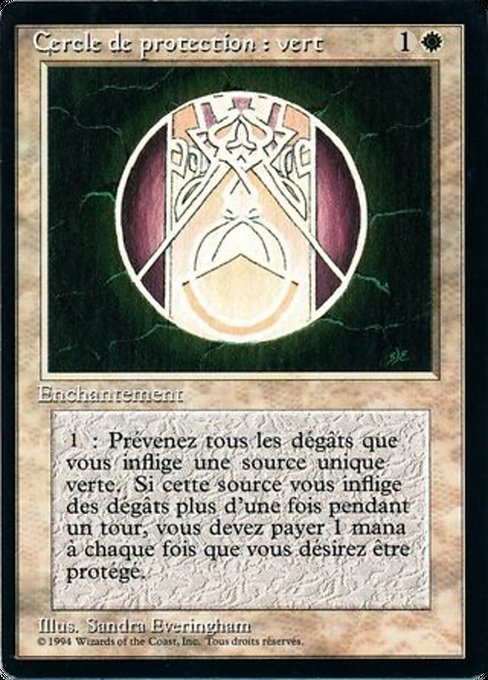 Cercle de protection : vert 1
Enchantement
1 : Prévenez tous les dégâts que
vous inflige une source unique
verte. Si cette source vous inflige
des dégâts plus d'une fois pendant
un tour, vous devez payer 1 mana
à chaque fois que vous désirez être
protégé.
Illus. Sandra Everingham
© 1994 Wizards of the Coast, Inc. Tous droits réservés.